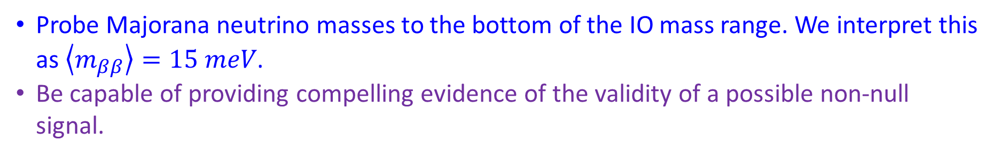 • Probe Majorana neutrino masses to the bottom of the IO mass range. We interpret this
as ⟨m_ββ⟩ = 15 meV.
• Be capable of providing compelling evidence of the validity of a possible non-null
signal.